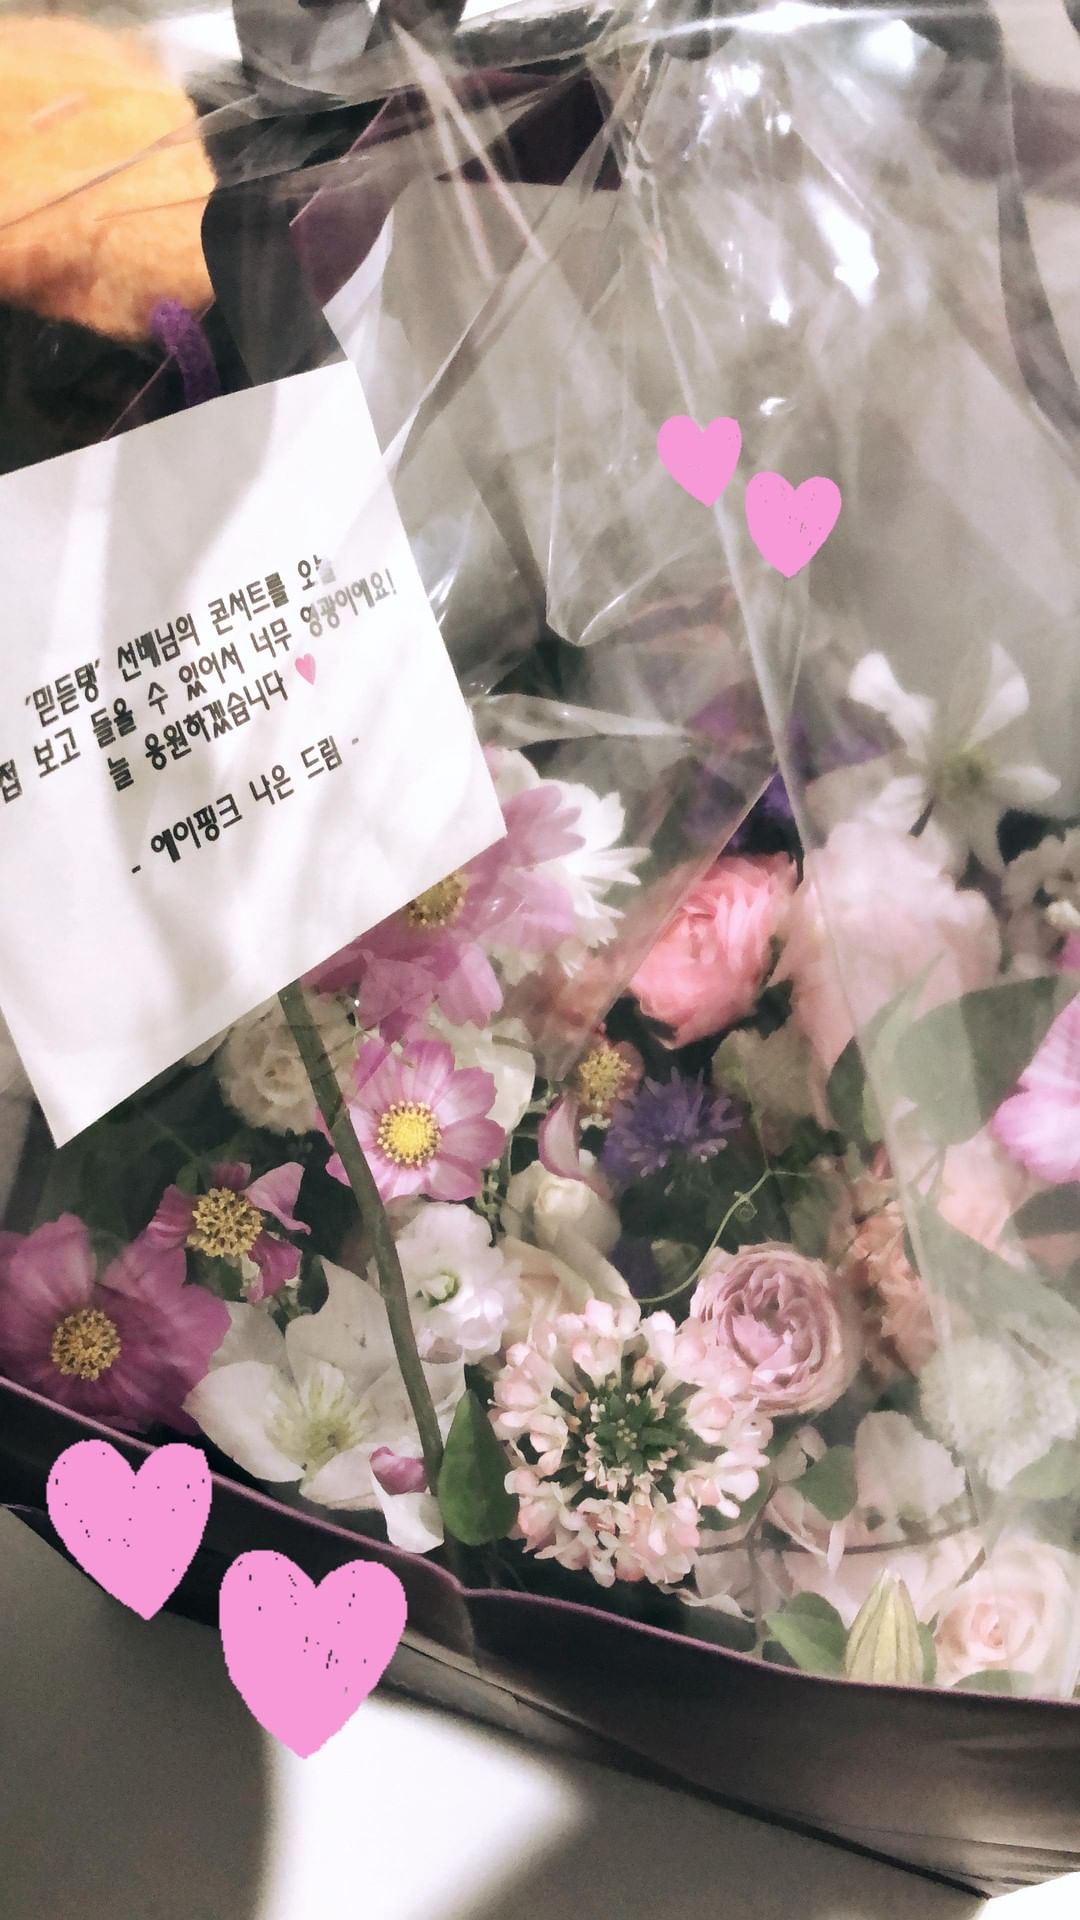 '믿듣탱' 선배님의 콘서트를 오늘
접 보고 들을 수 있어서 너무 영광이에요!
늘 응원하겠습니다
- 에이핑크 나은 드림 -